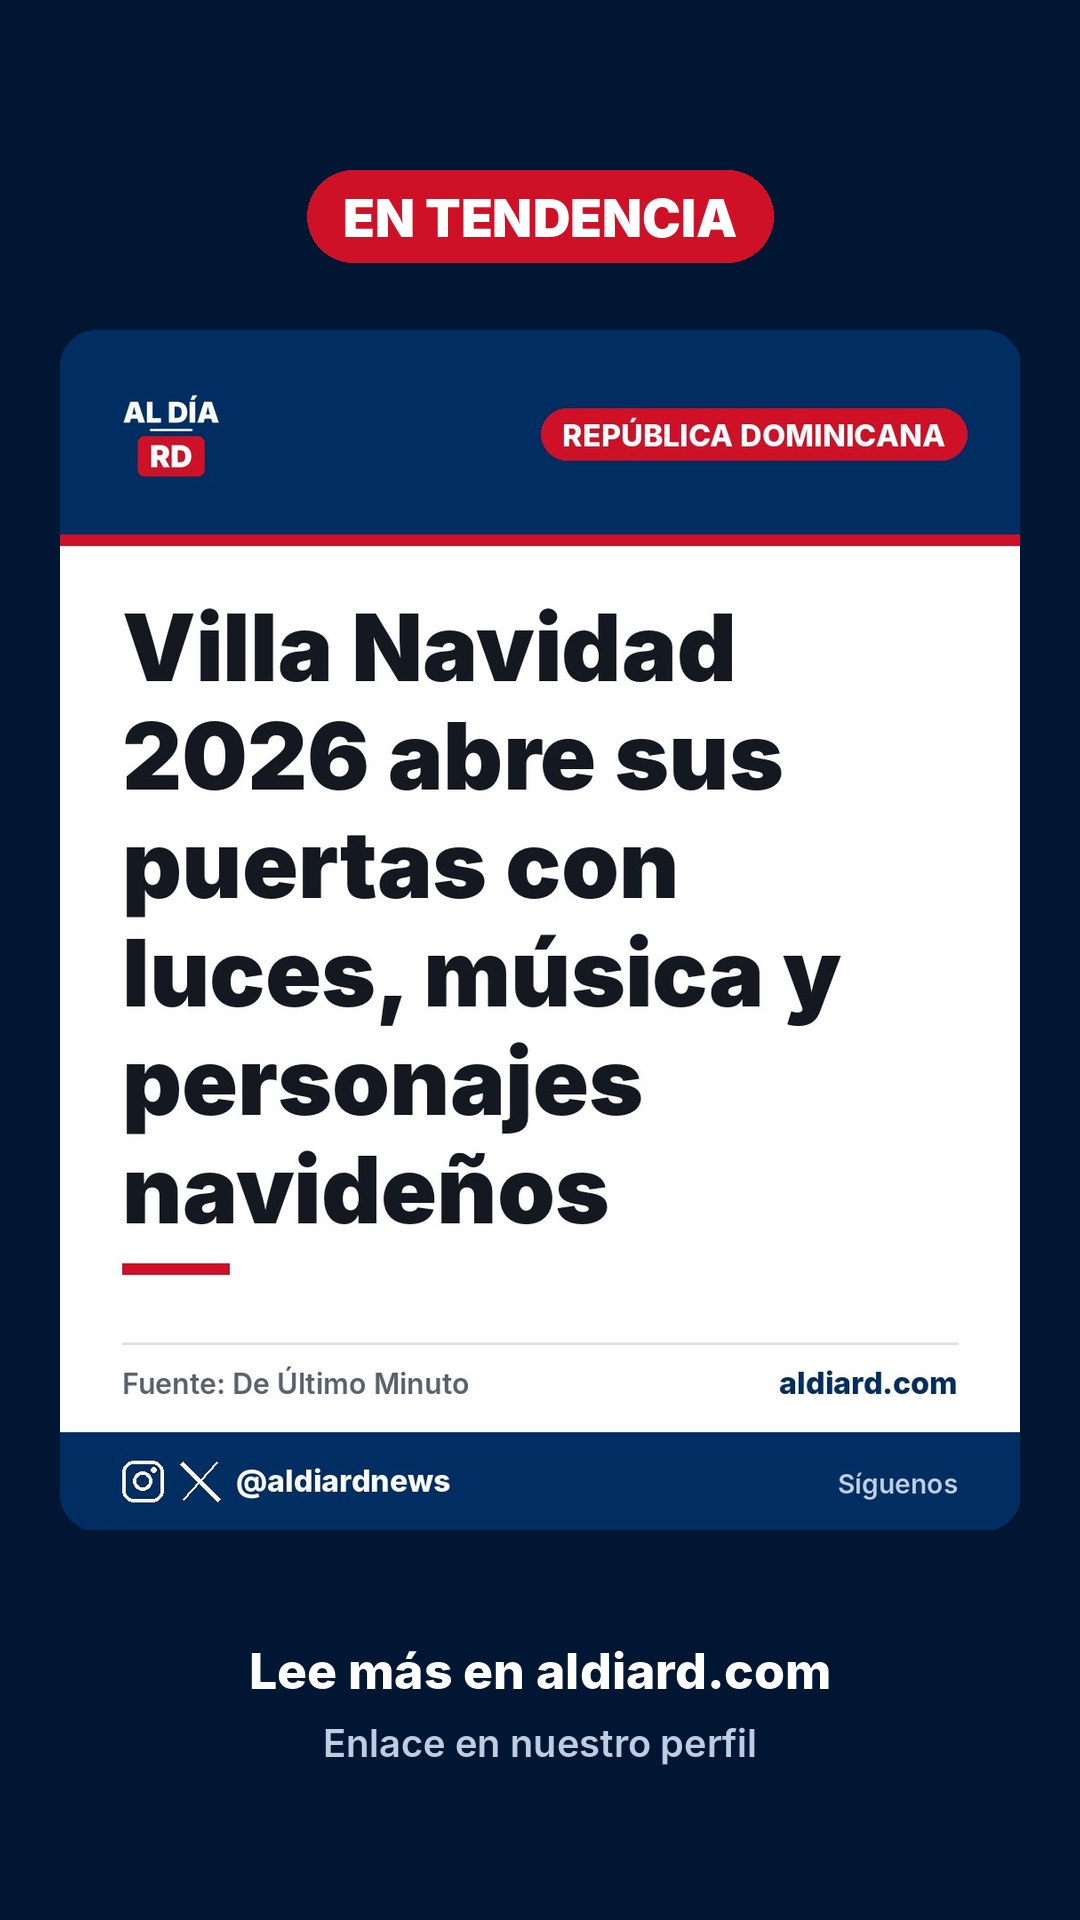 EN TENDENCIA
AL DÍA
RD
REPÚBLICA DOMINICANA
Villa Navidad
2026 abre sus
puertas con
luces, música y
personajes
navideños
Fuente: De Último Minuto
aldiard.com
@aldiardnews
Síguenos
Lee más en aldiard.com
Enlace en nuestro perfil